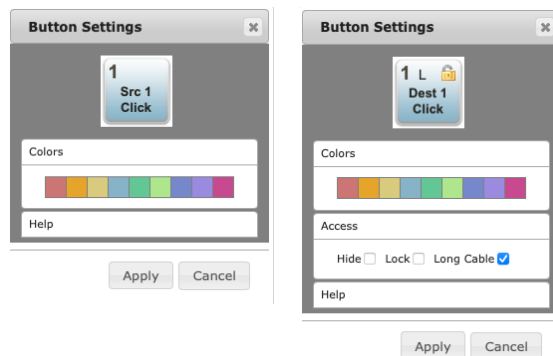 Button Settings
1
Src 1
Click
Colors
Help
Apply Cancel
Button Settings
1 L
Dest 1
Click
Colors
Access
Hide Lock Long Cable
Help
Apply Cancel